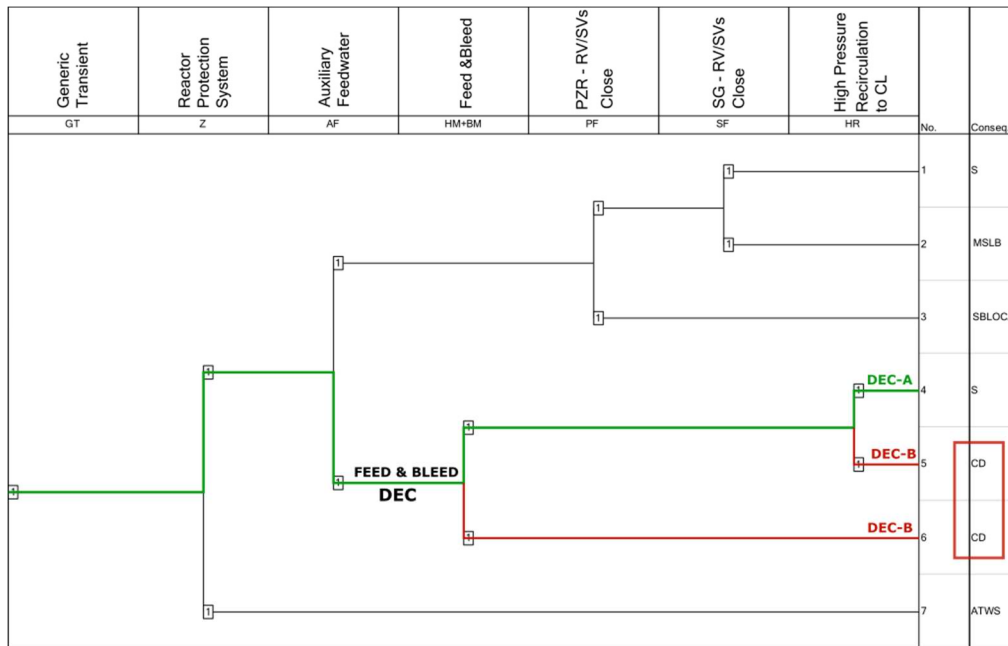 Generic
Transient
Reactor
Protection
System
Auxiliary
Feedwater
Feed &Bleed
PZR - RV/SVs
Close
SG - RV/SVs
Close
High Pressure
Recirculation
to CL
GT
Z
AF
HM+BM
PF
SF
HR
No.
Conseq
1
1
S
1
1
2
MSLB
1
1
3
SBLOC
1
DEC-A
1
4
S
1
DEC-B
1
5
CD
FEED & BLEED
1
DEC
1
DEC-B
1
6
CD
1
7
ATWS